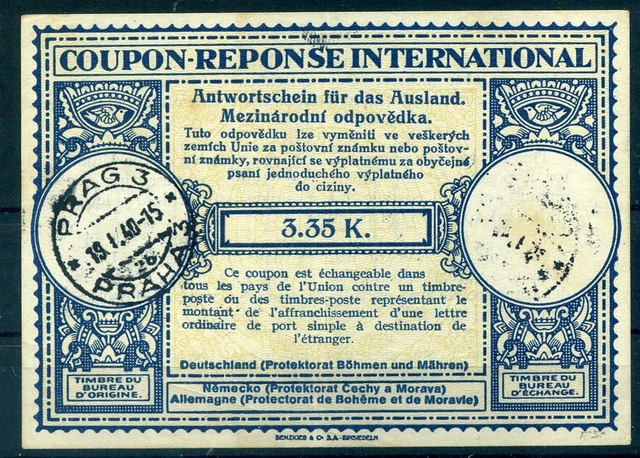 COUPON-REPONSE INTERNATIONAL
Antwortschein für das Ausland.
Mezinárodní odpovědka.
Tuto odpovědku lze vyměniti ve veškerých
zemích Unie za poštovní známku nebo poštov-
ní známky, rovnající se výplatnému za obyčejné
psaní jednoduchého výplatného
do ciziny.
PRAG 3
18.I.40-15
PRAHA 3
3.35 K.
Ce coupon est échangeable dans
tous les pays de l'Union contre un timbre-
poste ou des timbres-poste représentant le
montant de l'affranchissement d'une lettre
ordinaire de port simple à destination de
l'étranger.
Deutschland (Protektorat Böhmen und Mähren)
Německo (Protektorat Čechy a Morava)
Allemagne (Protectorat de Bohême et de Moravie)
TIMBRE DU
BUREAU
D'ORIGINE.
TIMBRE DU
BUREAU
D'ÉCHANGE.
BENZIGER & Co S.A.-EINSIEDELN